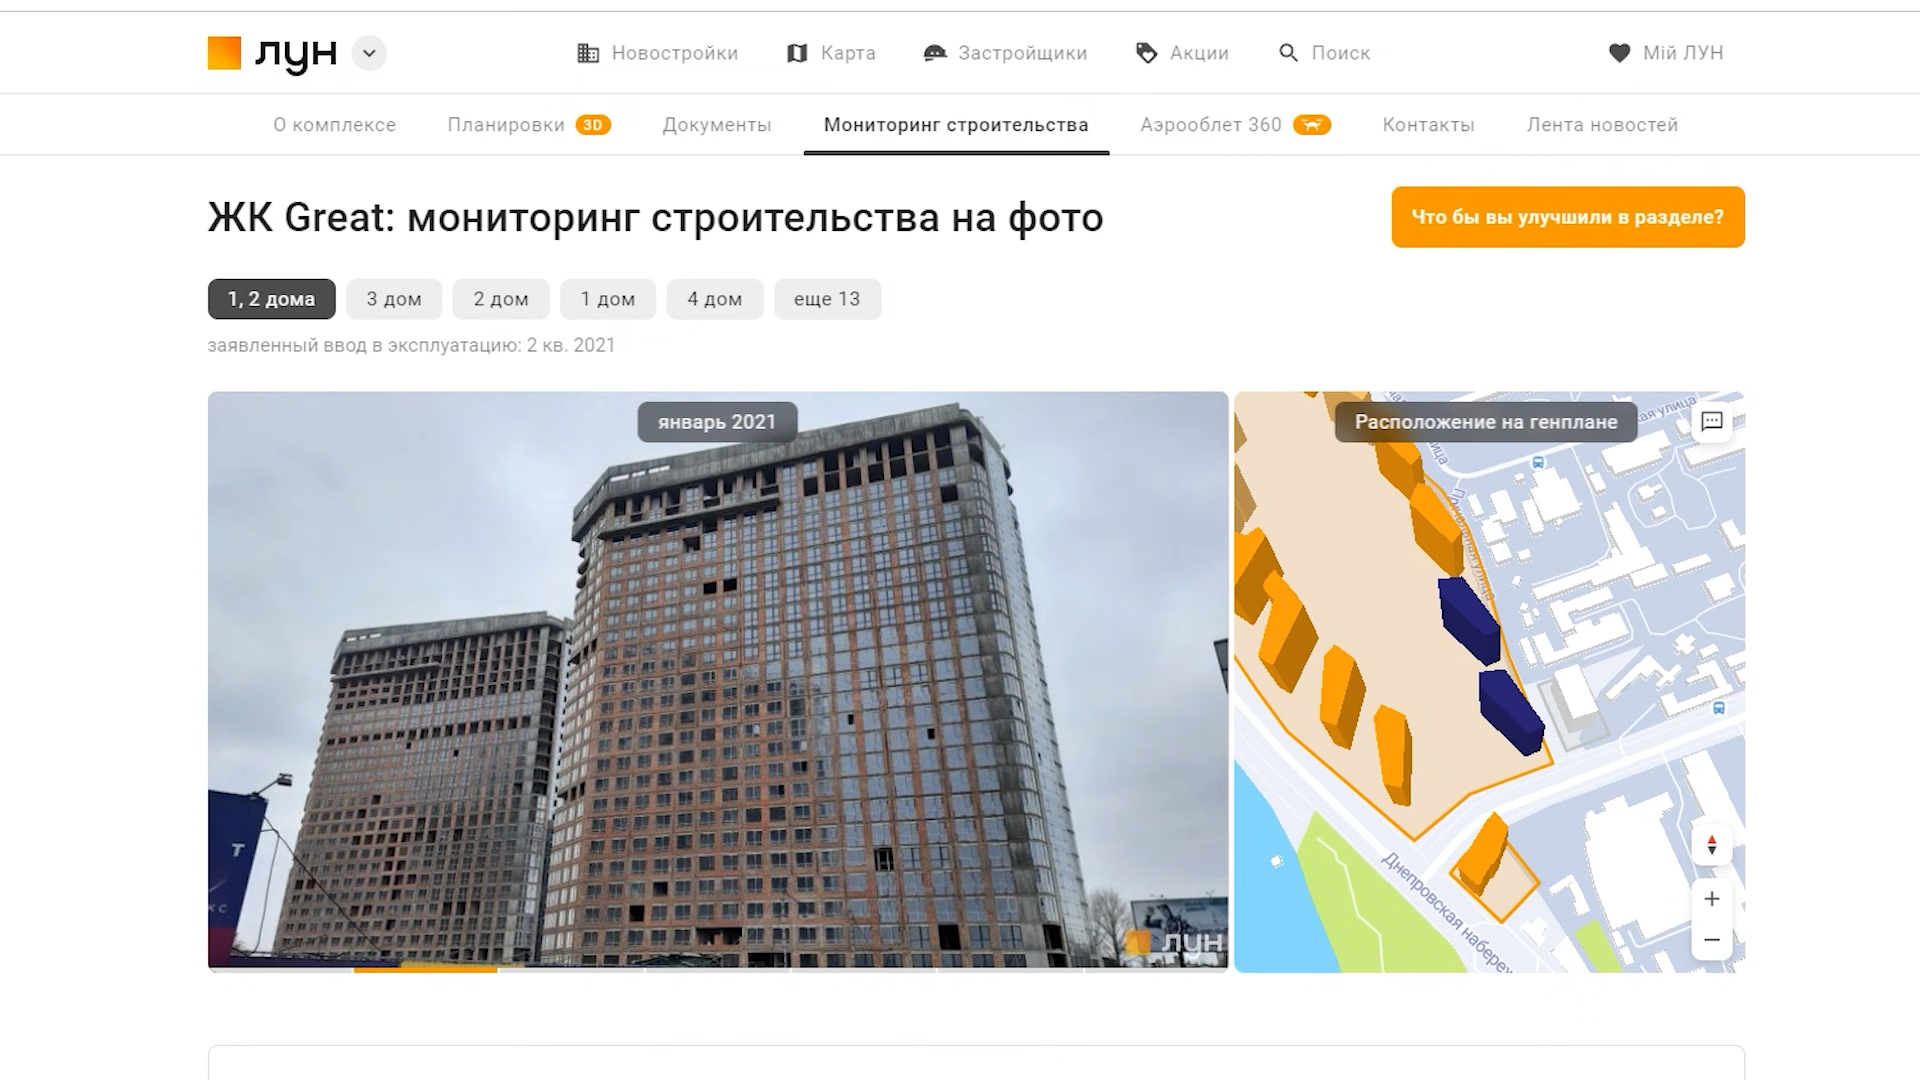 лун
Новостройки
Карта
Застройщики
Акции
Поиск
Мій ЛУН
О комплексе
Планировки 3D
Документы
Мониторинг строительства
Аэрооблет 360
Контакты
Лента новостей
ЖК Great: мониторинг строительства на фото
Что бы вы улучшили в разделе?
1, 2 дома
3 дом
2 дом
1 дом
4 дом
еще 13
заявленный ввод в эксплуатацию: 2 кв. 2021
январь 2021
Расположение на генплане
лун
Днепровская набереж